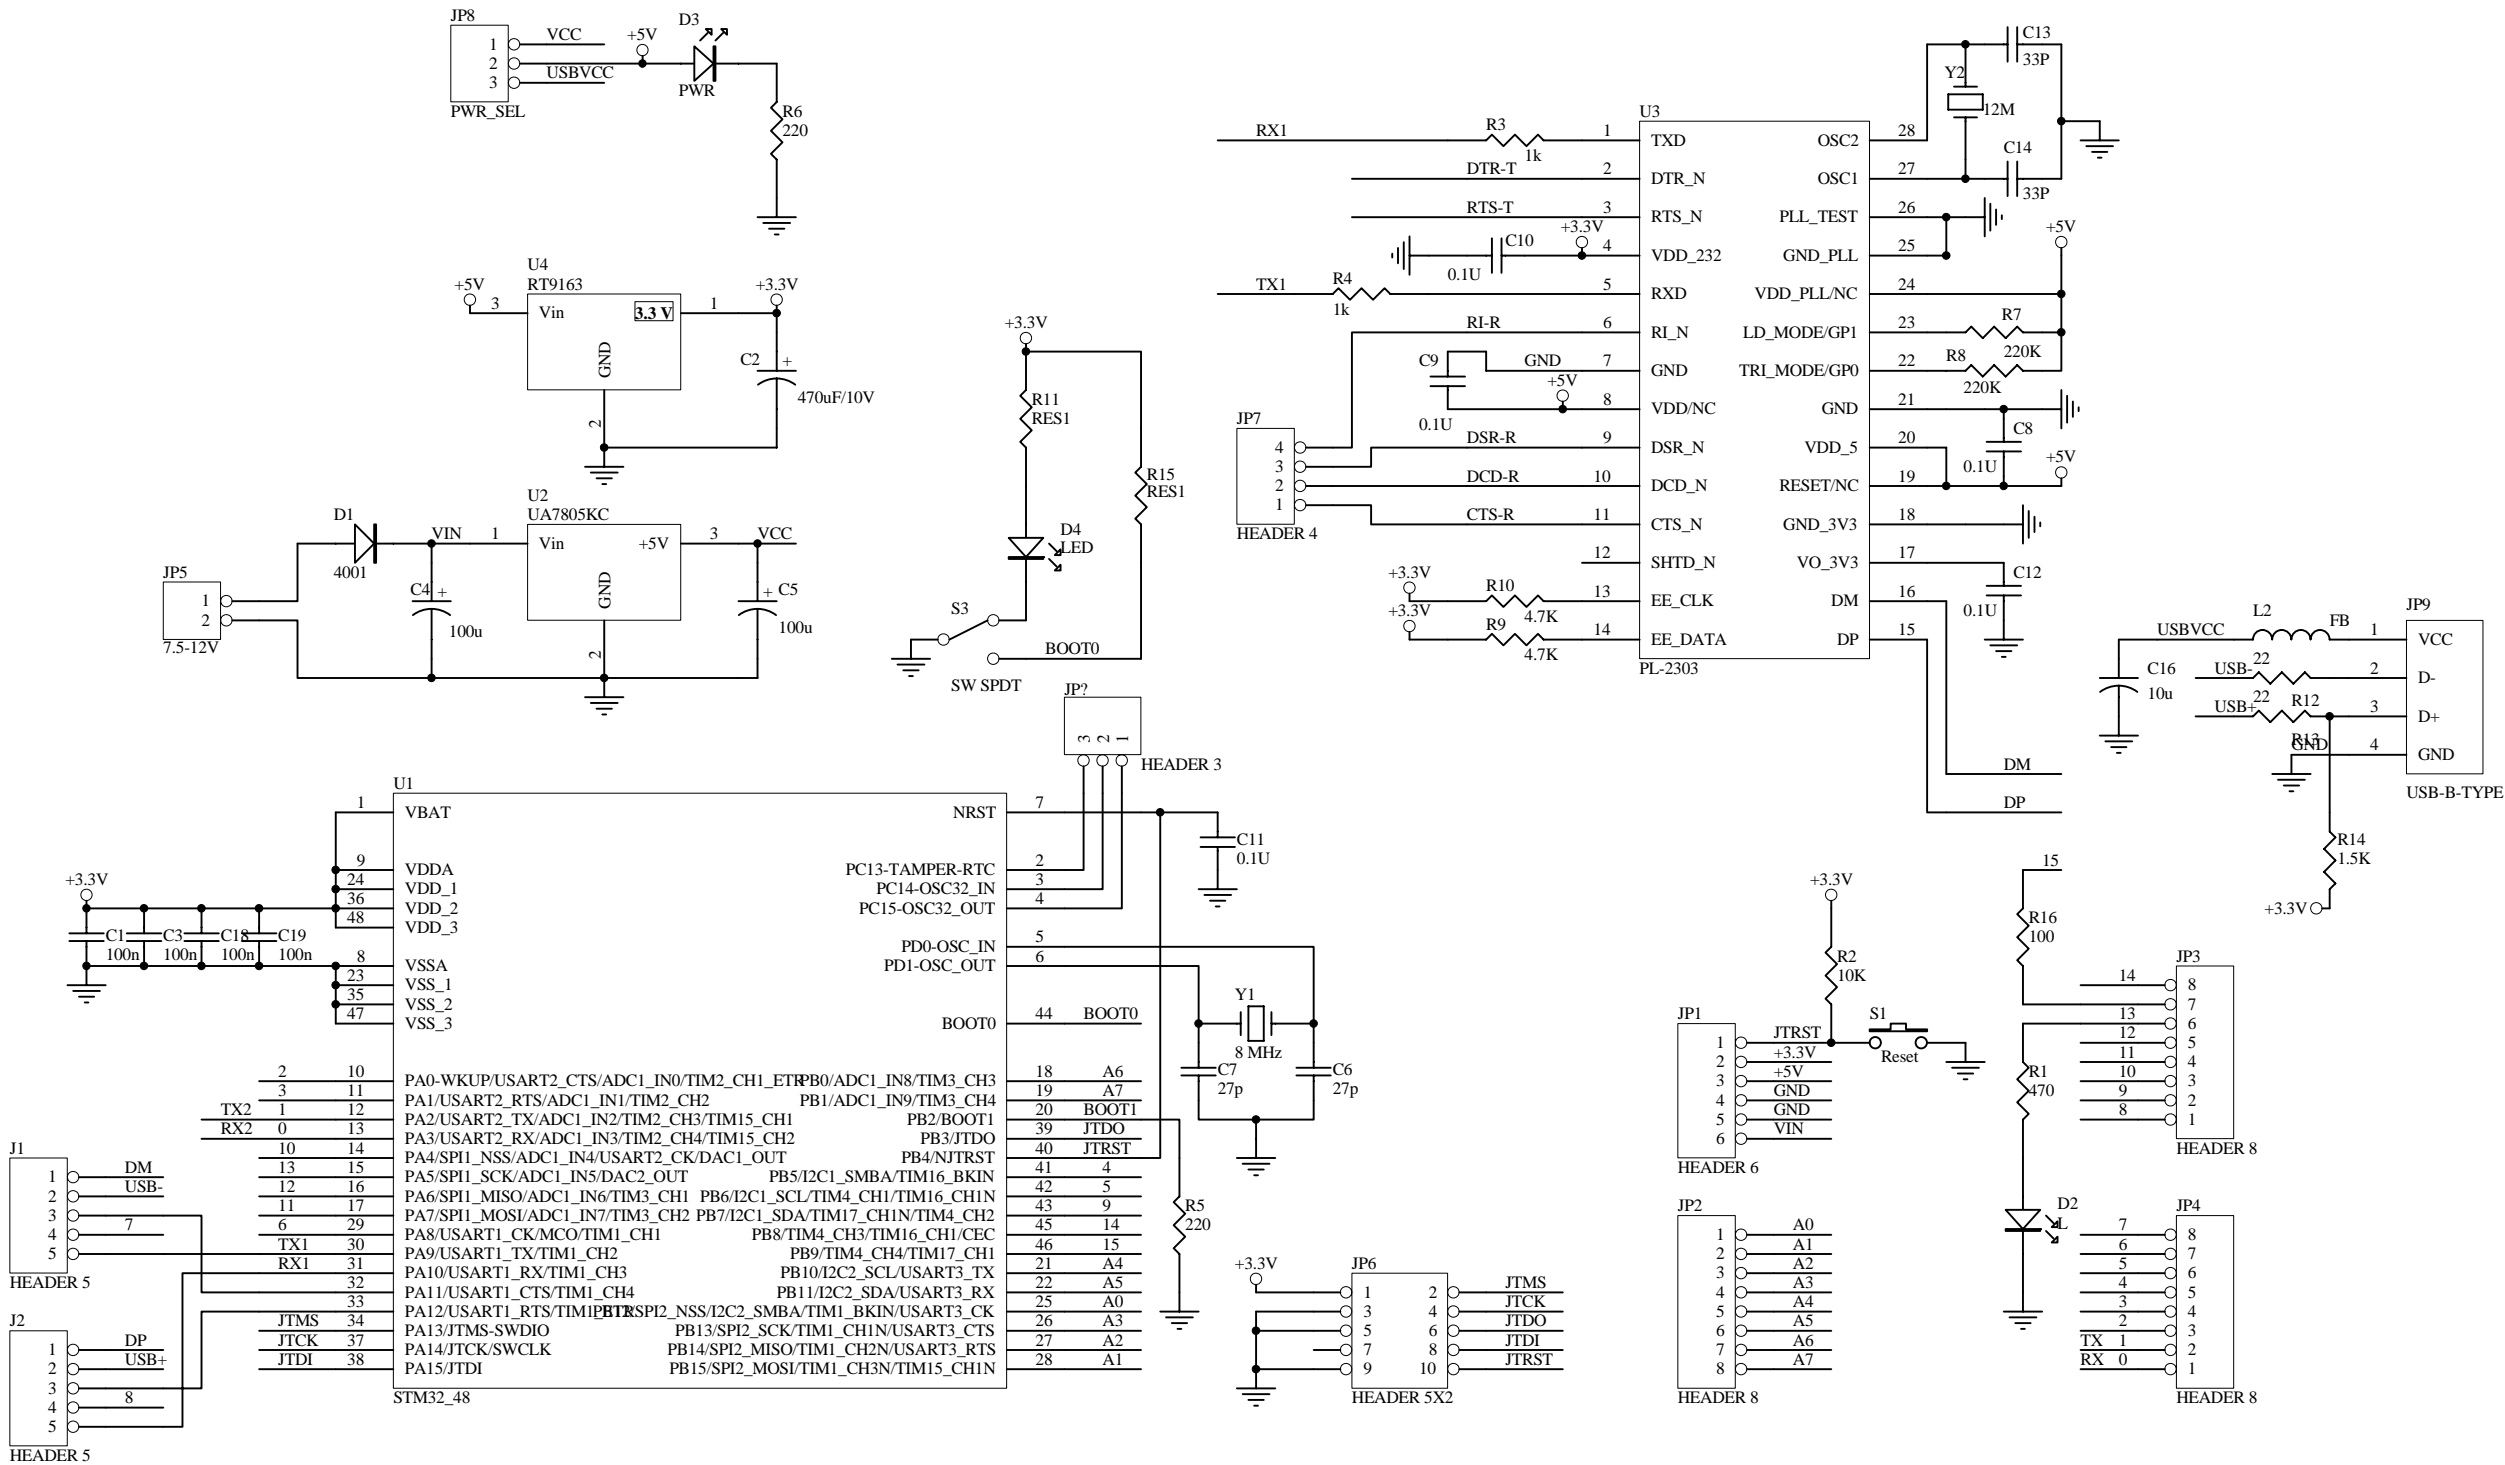 JP8
1
VCC
2
3
USBVCC
PWR_SEL
+5V
D3
PWR
R6
220
U4
RT9163
+5V
3
Vin
3.3 V
1
+3.3V
GND
2
C2
+
470uF/10V
U2
UA7805KC
D1
4001
VIN
1
Vin
+5V
3
VCC
GND
2
JP5
1
2
7.5-12V
C4
+
100u
+
C5
100u
+3.3V
R11
RES1
R15
RES1
D4
LED
S3
BOOT0
SW SPDT
JP?
3
2
1
HEADER 3
U3
RX1
R3
1k
1
TXD
DTR-T
2
DTR_N
RTS-T
3
RTS_N
C10
0.1U
+3.3V
4
VDD_232
TX1
R4
1k
5
RXD
RI-R
6
RI_N
C9
0.1U
GND
7
GND
+5V
8
VDD/NC
DSR-R
9
DSR_N
DCD-R
10
DCD_N
CTS-R
11
CTS_N
12
SHTD_N
+3.3V
R10
4.7K
13
EE_CLK
+3.3V
R9
4.7K
14
EE_DATA
PL-2303
JP7
4
3
2
1
HEADER 4
OSC2
28
OSC1
27
PLL_TEST
26
GND_PLL
25
VDD_PLL/NC
24
LD_MODE/GP1
23
TRI_MODE/GP0
22
GND
21
VDD_5
20
RESET/NC
19
GND_3V3
18
VO_3V3
17
DM
16
DP
15
Y2
12M
C13
33P
C14
33P
+5V
R7
220K
R8
220K
C8
0.1U
+5V
C12
0.1U
DM
DP
JP9
USBVCC
L2
FB
1
VCC
USB-
22
2
D-
USB+
22
R12
3
D+
R13
GND
4
GND
USB-B-TYPE
C16
10u
R14
1.5K
+3.3V
U1
1
VBAT
9
VDDA
24
VDD_1
36
VDD_2
48
VDD_3
8
VSSA
23
VSS_1
35
VSS_2
47
VSS_3
+3.3V
C1
100n
C3
100n
C18
100n
C19
100n
NRST
7
PC13-TAMPER-RTC
2
PC14-OSC32_IN
3
PC15-OSC32_OUT
4
PD0-OSC_IN
5
PD1-OSC_OUT
6
BOOT0
44
BOOT0
C11
0.1U
Y1
8 MHz
C7
27p
C6
27p
2
10
PA0-WKUP/USART2_CTS/ADC1_IN0/TIM2_CH1_ETR
3
11
PA1/USART2_RTS/ADC1_IN1/TIM2_CH2
TX2
1
12
PA2/USART2_TX/ADC1_IN2/TIM2_CH3/TIM15_CH1
RX2
0
13
PA3/USART2_RX/ADC1_IN3/TIM2_CH4/TIM15_CH2
10
14
PA4/SPI1_NSS/ADC1_IN4/USART2_CK/DAC1_OUT
13
15
PA5/SPI1_SCK/ADC1_IN5/DAC2_OUT
12
16
PA6/SPI1_MISO/ADC1_IN6/TIM3_CH1
11
17
PA7/SPI1_MOSI/ADC1_IN7/TIM3_CH2
6
29
PA8/USART1_CK/MCO/TIM1_CH1
TX1
30
PA9/USART1_TX/TIM1_CH2
RX1
31
PA10/USART1_RX/TIM1_CH3
32
PA11/USART1_CTS/TIM1_CH4
33
PA12/USART1_RTS/TIM1_ETR
JTMS
34
PA13/JTMS-SWDIO
JTCK
37
PA14/JTCK/SWCLK
JTDI
38
PA15/JTDI
STM32_48
PB0/ADC1_IN8/TIM3_CH3
18
A6
PB1/ADC1_IN9/TIM3_CH4
19
A7
PB2/BOOT1
20
BOOT1
PB3/JTDO
39
JTDO
PB4/NJTRST
40
JTRST
PB5/I2C1_SMBA/TIM16_BKIN
41
4
PB6/I2C1_SCL/TIM4_CH1/TIM16_CH1N
42
5
PB7/I2C1_SDA/TIM17_CH1N/TIM4_CH2
43
9
PB8/TIM4_CH3/TIM16_CH1/CEC
45
14
PB9/TIM4_CH4/TIM17_CH1
46
15
PB10/I2C2_SCL/USART3_TX
21
A4
PB11/I2C2_SDA/USART3_RX
22
A5
PB12/SPI2_NSS/I2C2_SMBA/TIM1_BKIN/USART3_CK
25
A0
PB13/SPI2_SCK/TIM1_CH1N/USART3_CTS
26
A3
PB14/SPI2_MISO/TIM1_CH2N/USART3_RTS
27
A2
PB15/SPI2_MOSI/TIM1_CH3N/TIM15_CH1N
28
A1
R5
220
J1
1
DM
2
USB-
3
4
7
5
HEADER 5
J2
1
DP
2
USB+
3
4
8
5
HEADER 5
+3.3V
JP6
1
2
JTMS
3
4
JTCK
5
6
JTDO
7
8
JTDI
9
10
JTRST
HEADER 5X2
+3.3V
R2
10K
S1
Reset
JP1
1
JTRST
2
+3.3V
3
+5V
4
GND
5
GND
6
VIN
HEADER 6
JP2
1
A0
2
A1
3
A2
4
A3
5
A4
6
A5
7
A6
8
A7
HEADER 8
15
R16
100
R1
470
D2
L
JP3
14
8
7
13
6
12
5
11
4
10
3
9
2
8
1
HEADER 8
JP4
7
8
6
7
5
6
4
5
3
4
2
3
TX
1
2
RX
0
1
HEADER 8